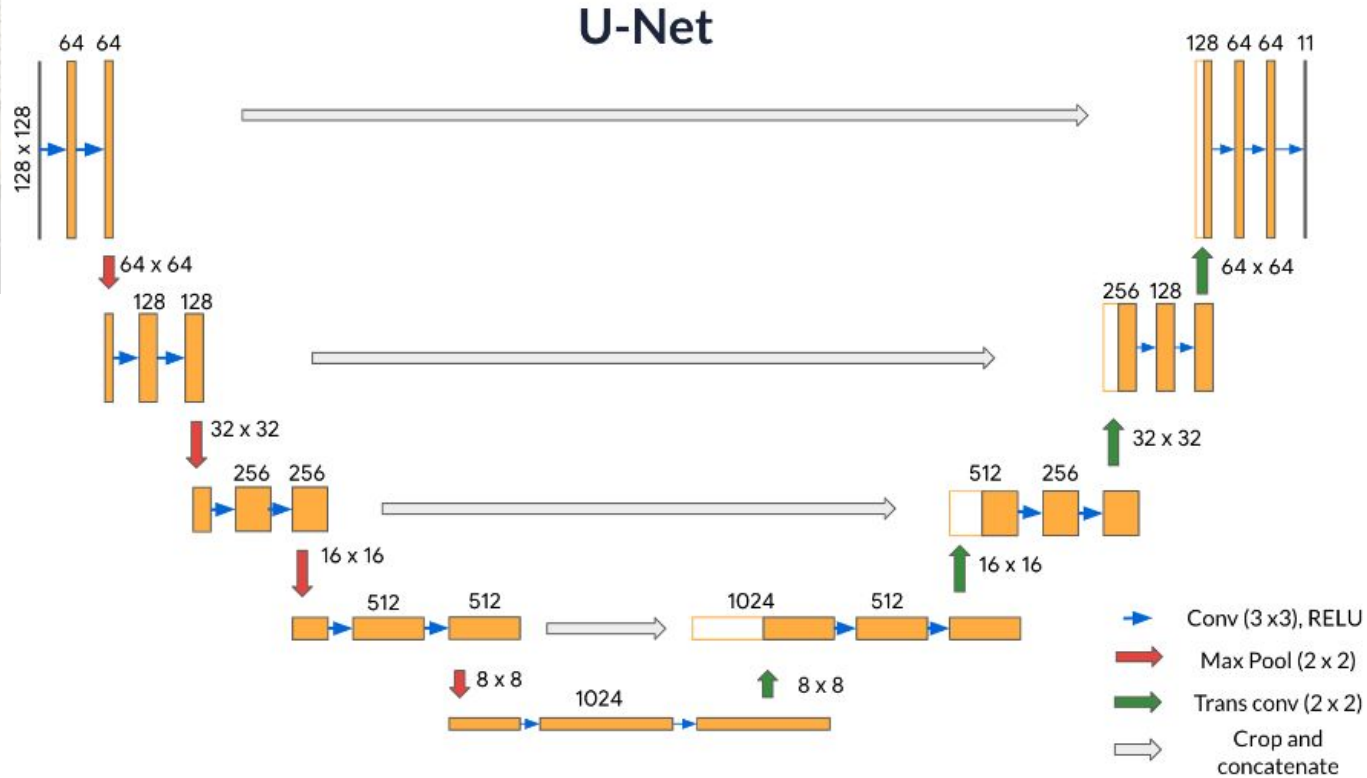 U-Net
64 64
128 x 128
128 64 64 11
64 x 64
64 x 64
128 128
256 128
32 x 32
32 x 32
256 256
512 256
16 x 16
16 x 16
512 512
1024 512
8 x 8
8 x 8
1024
Conv (3 x3), RELU
Max Pool (2 x 2)
Trans conv (2 x 2)
Crop and
concatenate